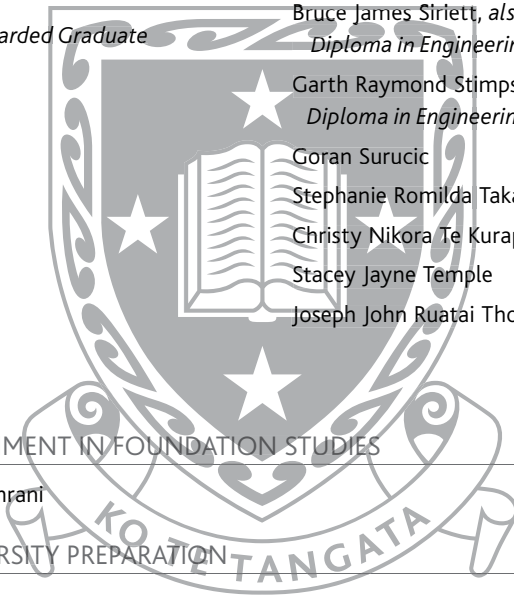 Bruce James Siriett, als
arded Graduate
Diploma in Engineerin
Garth Raymond Stimps
Diploma in Engineerin
Goran Surucic
Stephanie Romilda Taka
Christy Nikora Te Kurap
Stacey Jayne Temple
Joseph John Ruatai Tho
MENT IN FOUNDATION STUDIES
nrani
RSITY PREPARATION
KO TE TANGATA